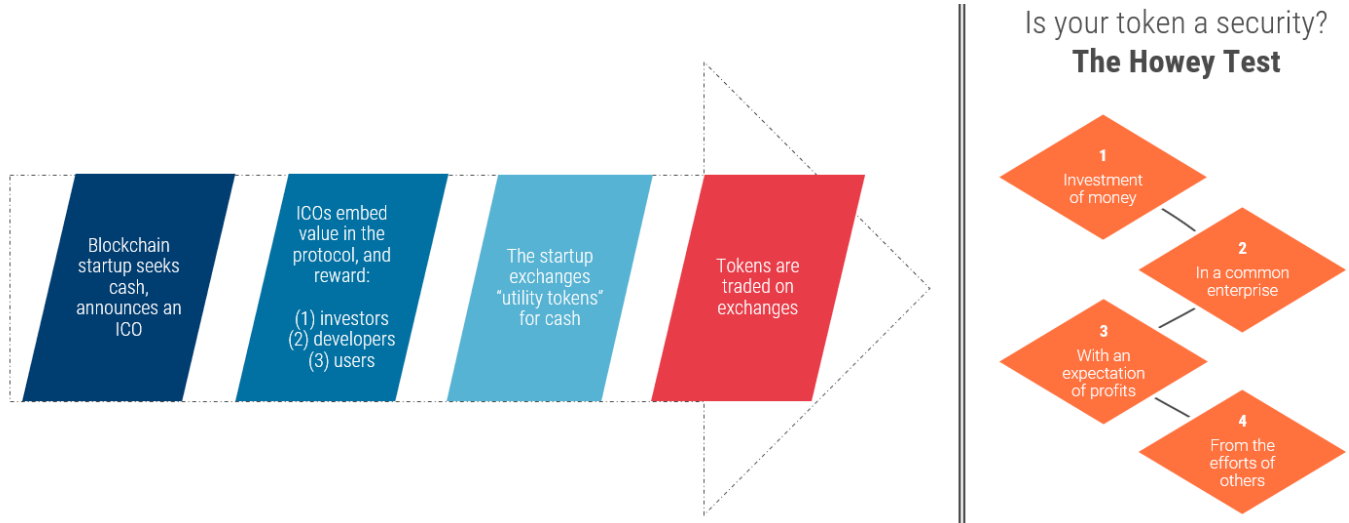 Blockchain
startup seeks
cash,
announces an
ICO
ICOs embed
value in the
protocol, and
reward:
(1) investors
(2) developers
(3) users
The startup
exchanges
“utility tokens”
for cash
Tokens are
traded on
exchanges
Is your token a security?
The Howey Test
1
Investment
of money
2
In a common
enterprise
3
With an
expectation
of profits
4
From the
efforts of
others